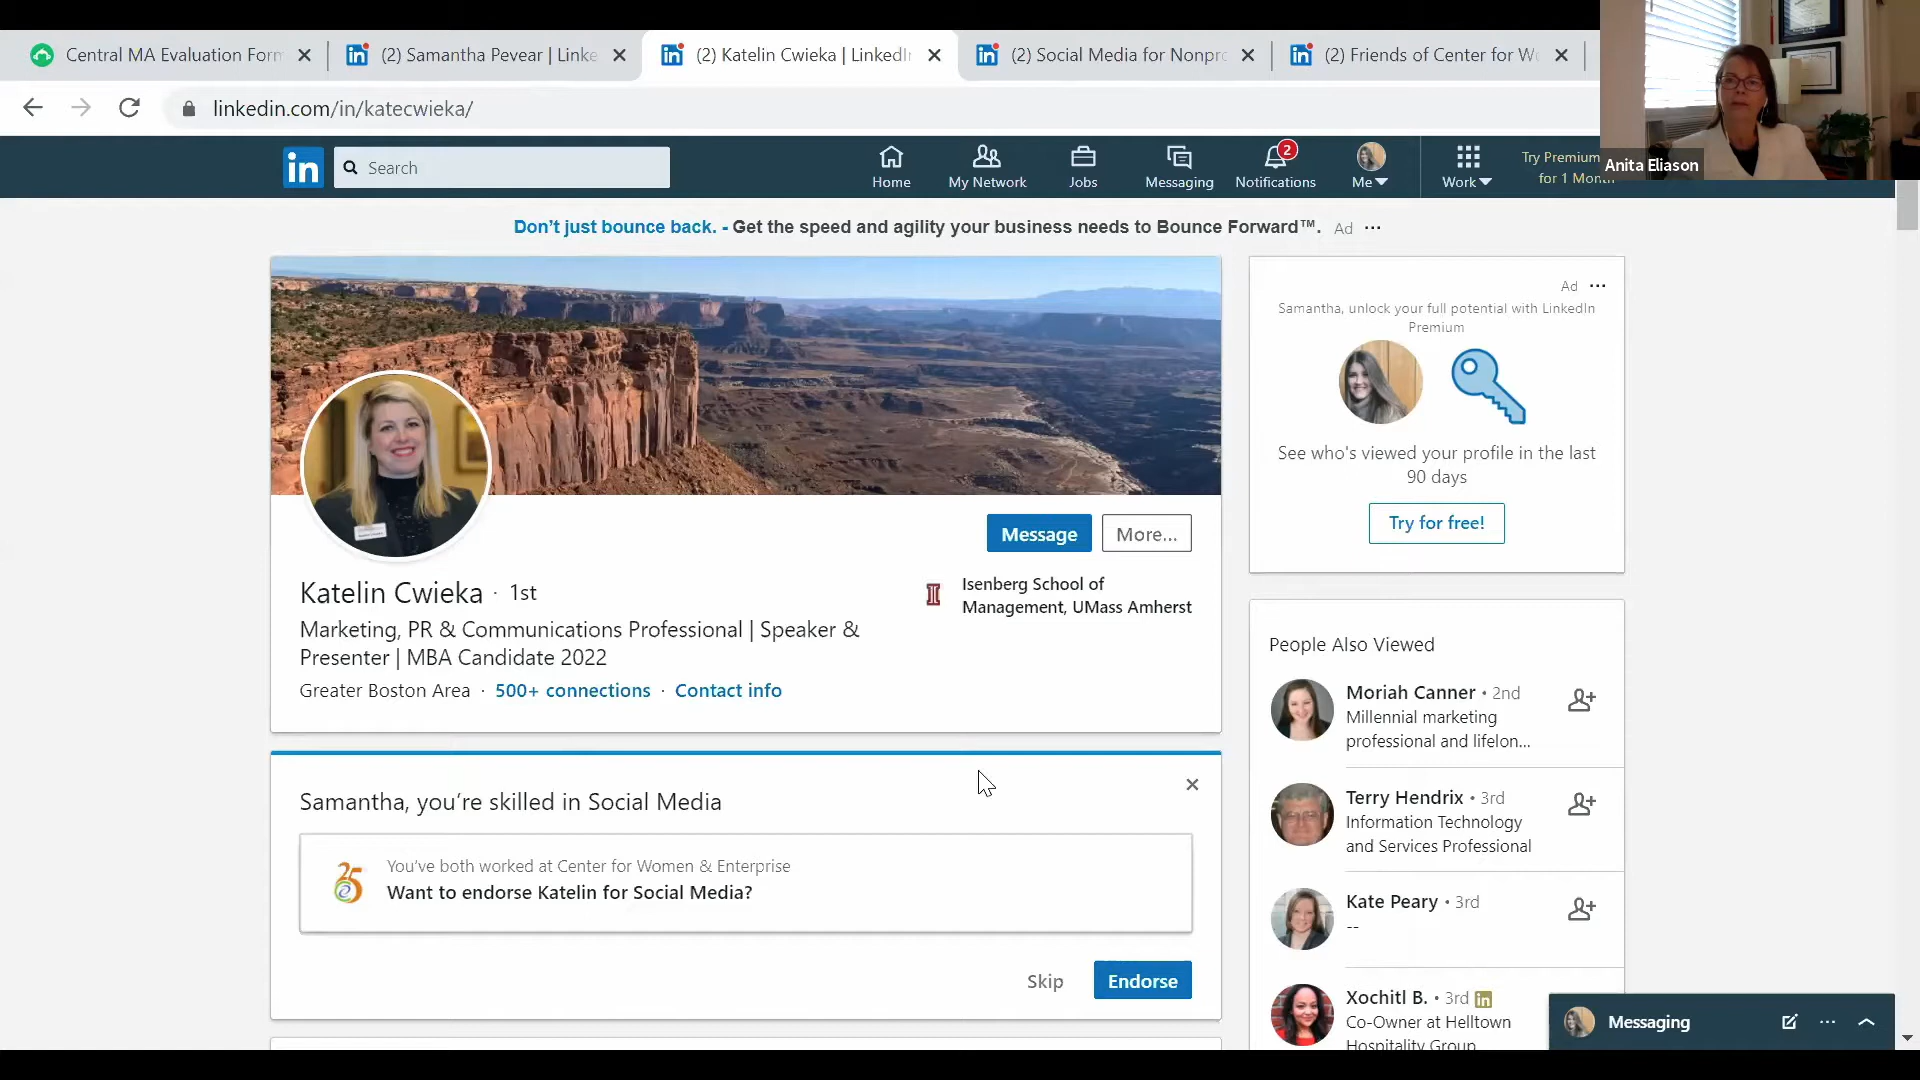 Central MA Evaluation Form
(2) Samantha Pevear | Linke
(2) Katelin Cwieka | LinkedIn
(2) Social Media for Nonpro
(2) Friends of Center for Wo
linkedin.com/in/katecwieka/
Anita Eliason
in
Search
Home
My Network
Jobs
Messaging
2
Notifications
Me
Work
Try Premium
for 1 Month
Don't just bounce back. - Get the speed and agility your business needs to Bounce Forward™.
Ad
Ad
Samantha, unlock your full potential with LinkedIn
Premium
See who's viewed your profile in the last
90 days
Try for free!
Message
More...
Katelin Cwieka · 1st
Marketing, PR & Communications Professional | Speaker &
Presenter | MBA Candidate 2022
Greater Boston Area · 500+ connections · Contact info
Isenberg School of
Management, UMass Amherst
Samantha, you're skilled in Social Media
25
You've both worked at Center for Women & Enterprise
Want to endorse Katelin for Social Media?
Skip
Endorse
People Also Viewed
Moriah Canner • 2nd
Millennial marketing
professional and lifelon...
Terry Hendrix • 3rd
Information Technology
and Services Professional
Kate Peary • 3rd
--
Xochitl B. • 3rd in
Co-Owner at Helltown
Hospitality Group
Messaging